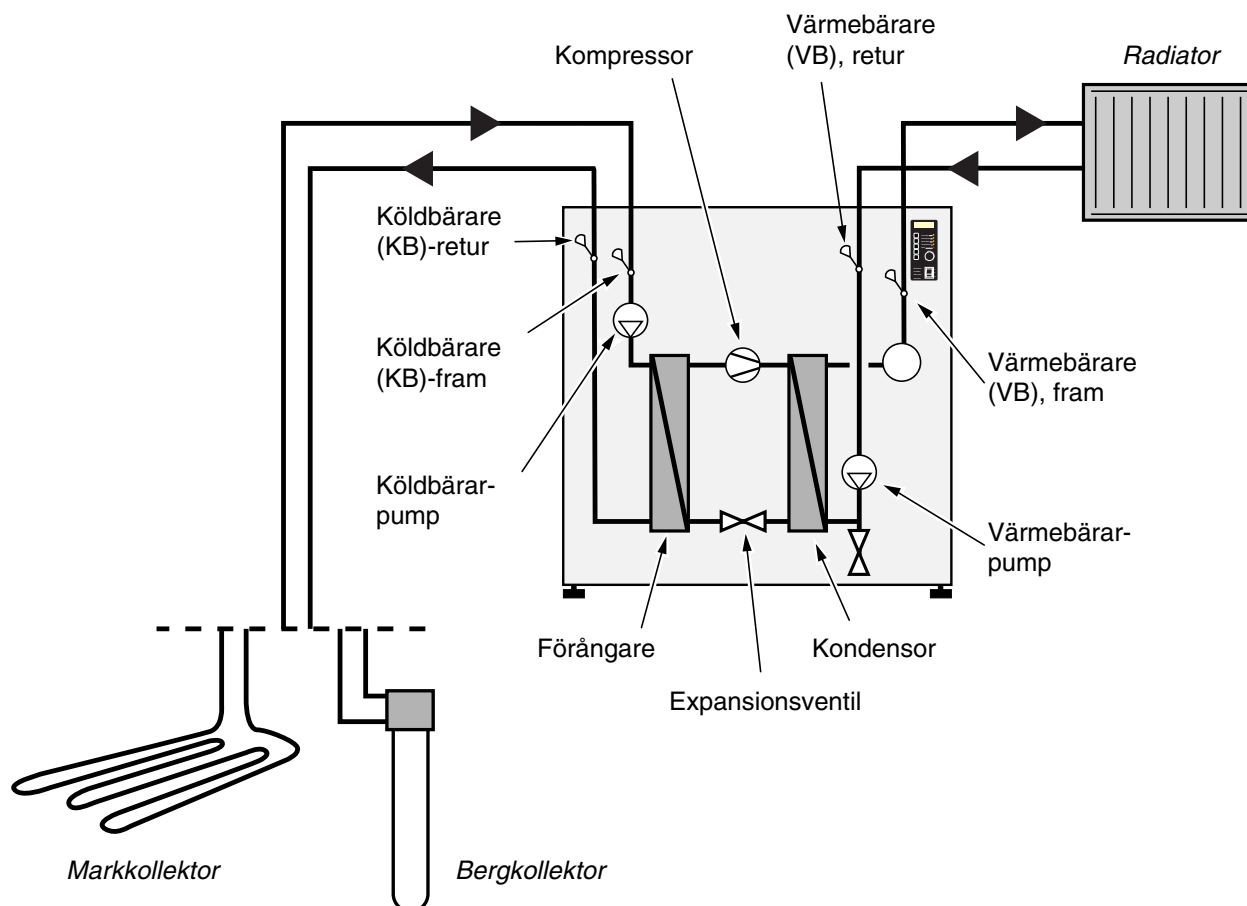 Värmebärare
(VB), retur
Kompressor
Radiator
Köldbärare
(KB)-retur
Köldbärare
(KB)-fram
Värmebärare
(VB), fram
Köldbärar-
pump
Värmebärar-
pump
Förångare
Kondensor
Expansionsventil
Markkollektor
Bergkollektor